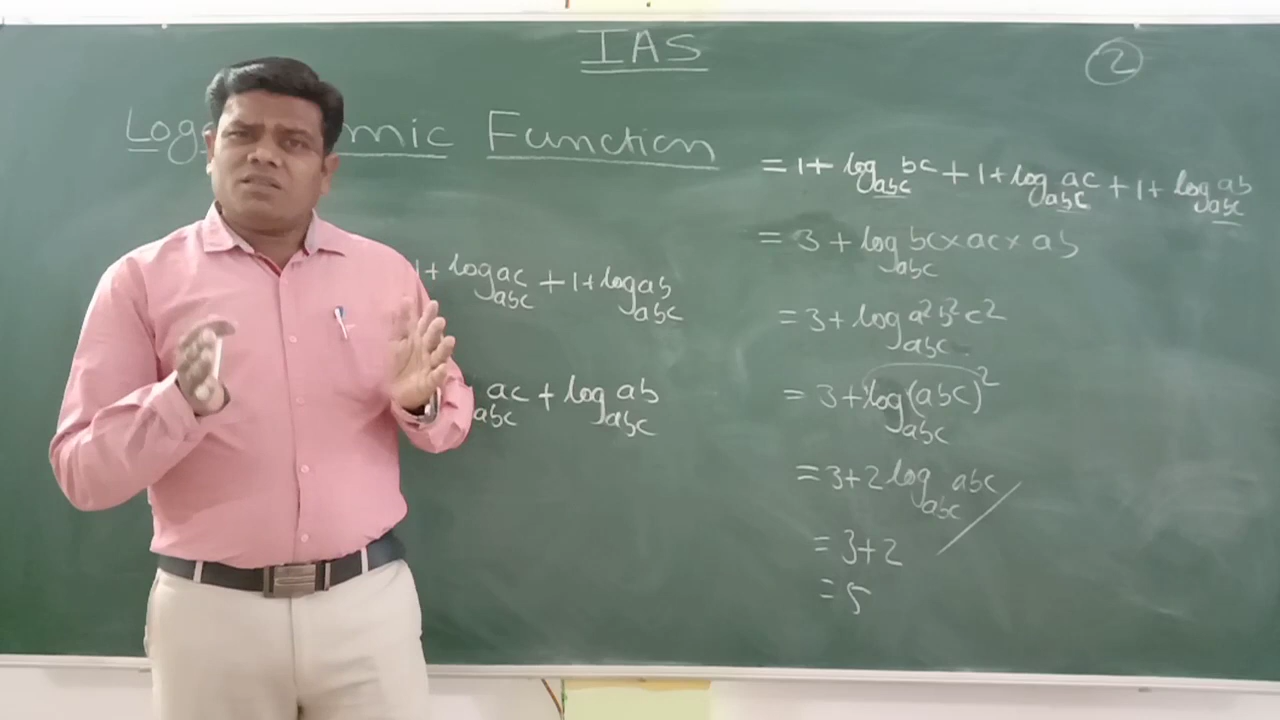 IAS
2
Log mic Function
= 1 + log_abc bc + 1 + log_abc ac + 1 + log_abc ab
= 3 + log_abc bc × ac × ab
= 3 + log_abc a²b²c²
= 3 + log_abc (abc)²
= 3 + 2 log_abc abc
= 3 + 2
= 5
1 + log_abc ac + 1 + log_abc ab
_abc ac + log_abc ab